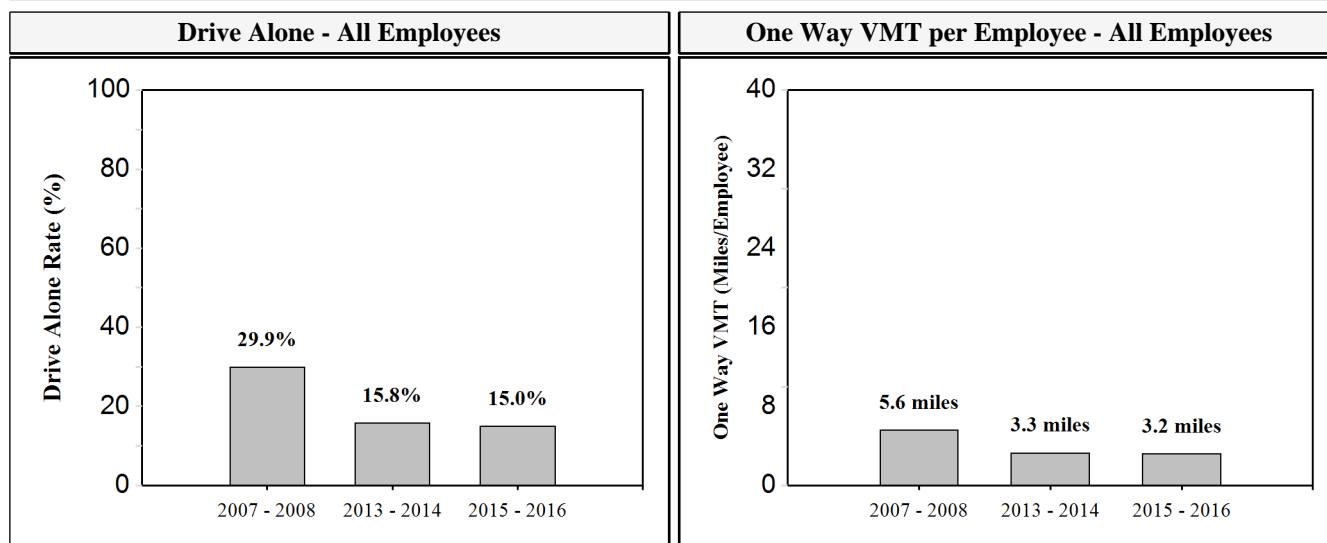 Drive Alone - All Employees
One Way VMT per Employee - All Employees
Drive Alone Rate (%)
100
80
60
40
20
0
29.9%
15.8%
15.0%
2007 - 2008
2013 - 2014
2015 - 2016
One Way VMT (Miles/Employee)
40
32
24
16
8
0
5.6 miles
3.3 miles
3.2 miles
2007 - 2008
2013 - 2014
2015 - 2016